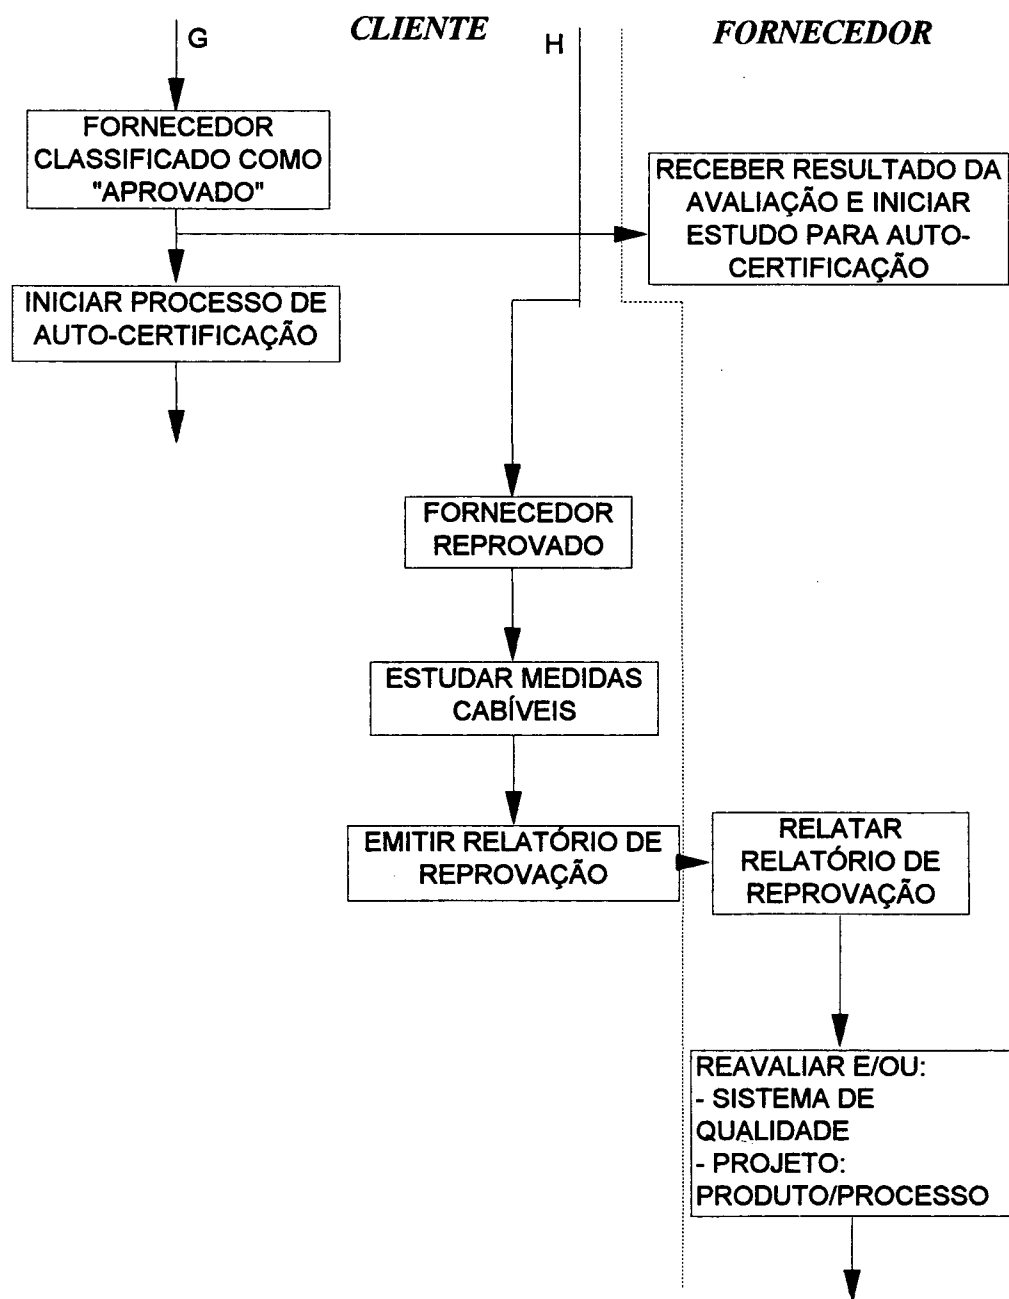 G
CLIENTE
H
FORNECEDOR
FORNECEDOR
CLASSIFICADO COMO
"APROVADO"
RECEBER RESULTADO DA
AVALIAÇÃO E INICIAR
ESTUDO PARA AUTO-
CERTIFICAÇÃO
INICIAR PROCESSO DE
AUTO-CERTIFICAÇÃO
FORNECEDOR
REPROVADO
ESTUDAR MEDIDAS
CABÍVEIS
EMITIR RELATÓRIO DE
REPROVAÇÃO
RELATAR
RELATÓRIO DE
REPROVAÇÃO
REAVALIAR E/OU:
- SISTEMA DE
QUALIDADE
- PROJETO:
PRODUTO/PROCESSO